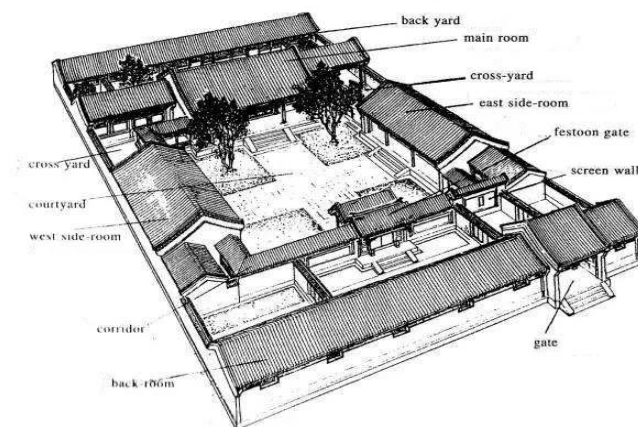 back yard
main room
cross-yard
east side-room
festoon gate
cross yard
screen wall
courtyard
west side-room
corridor
gate
back-room